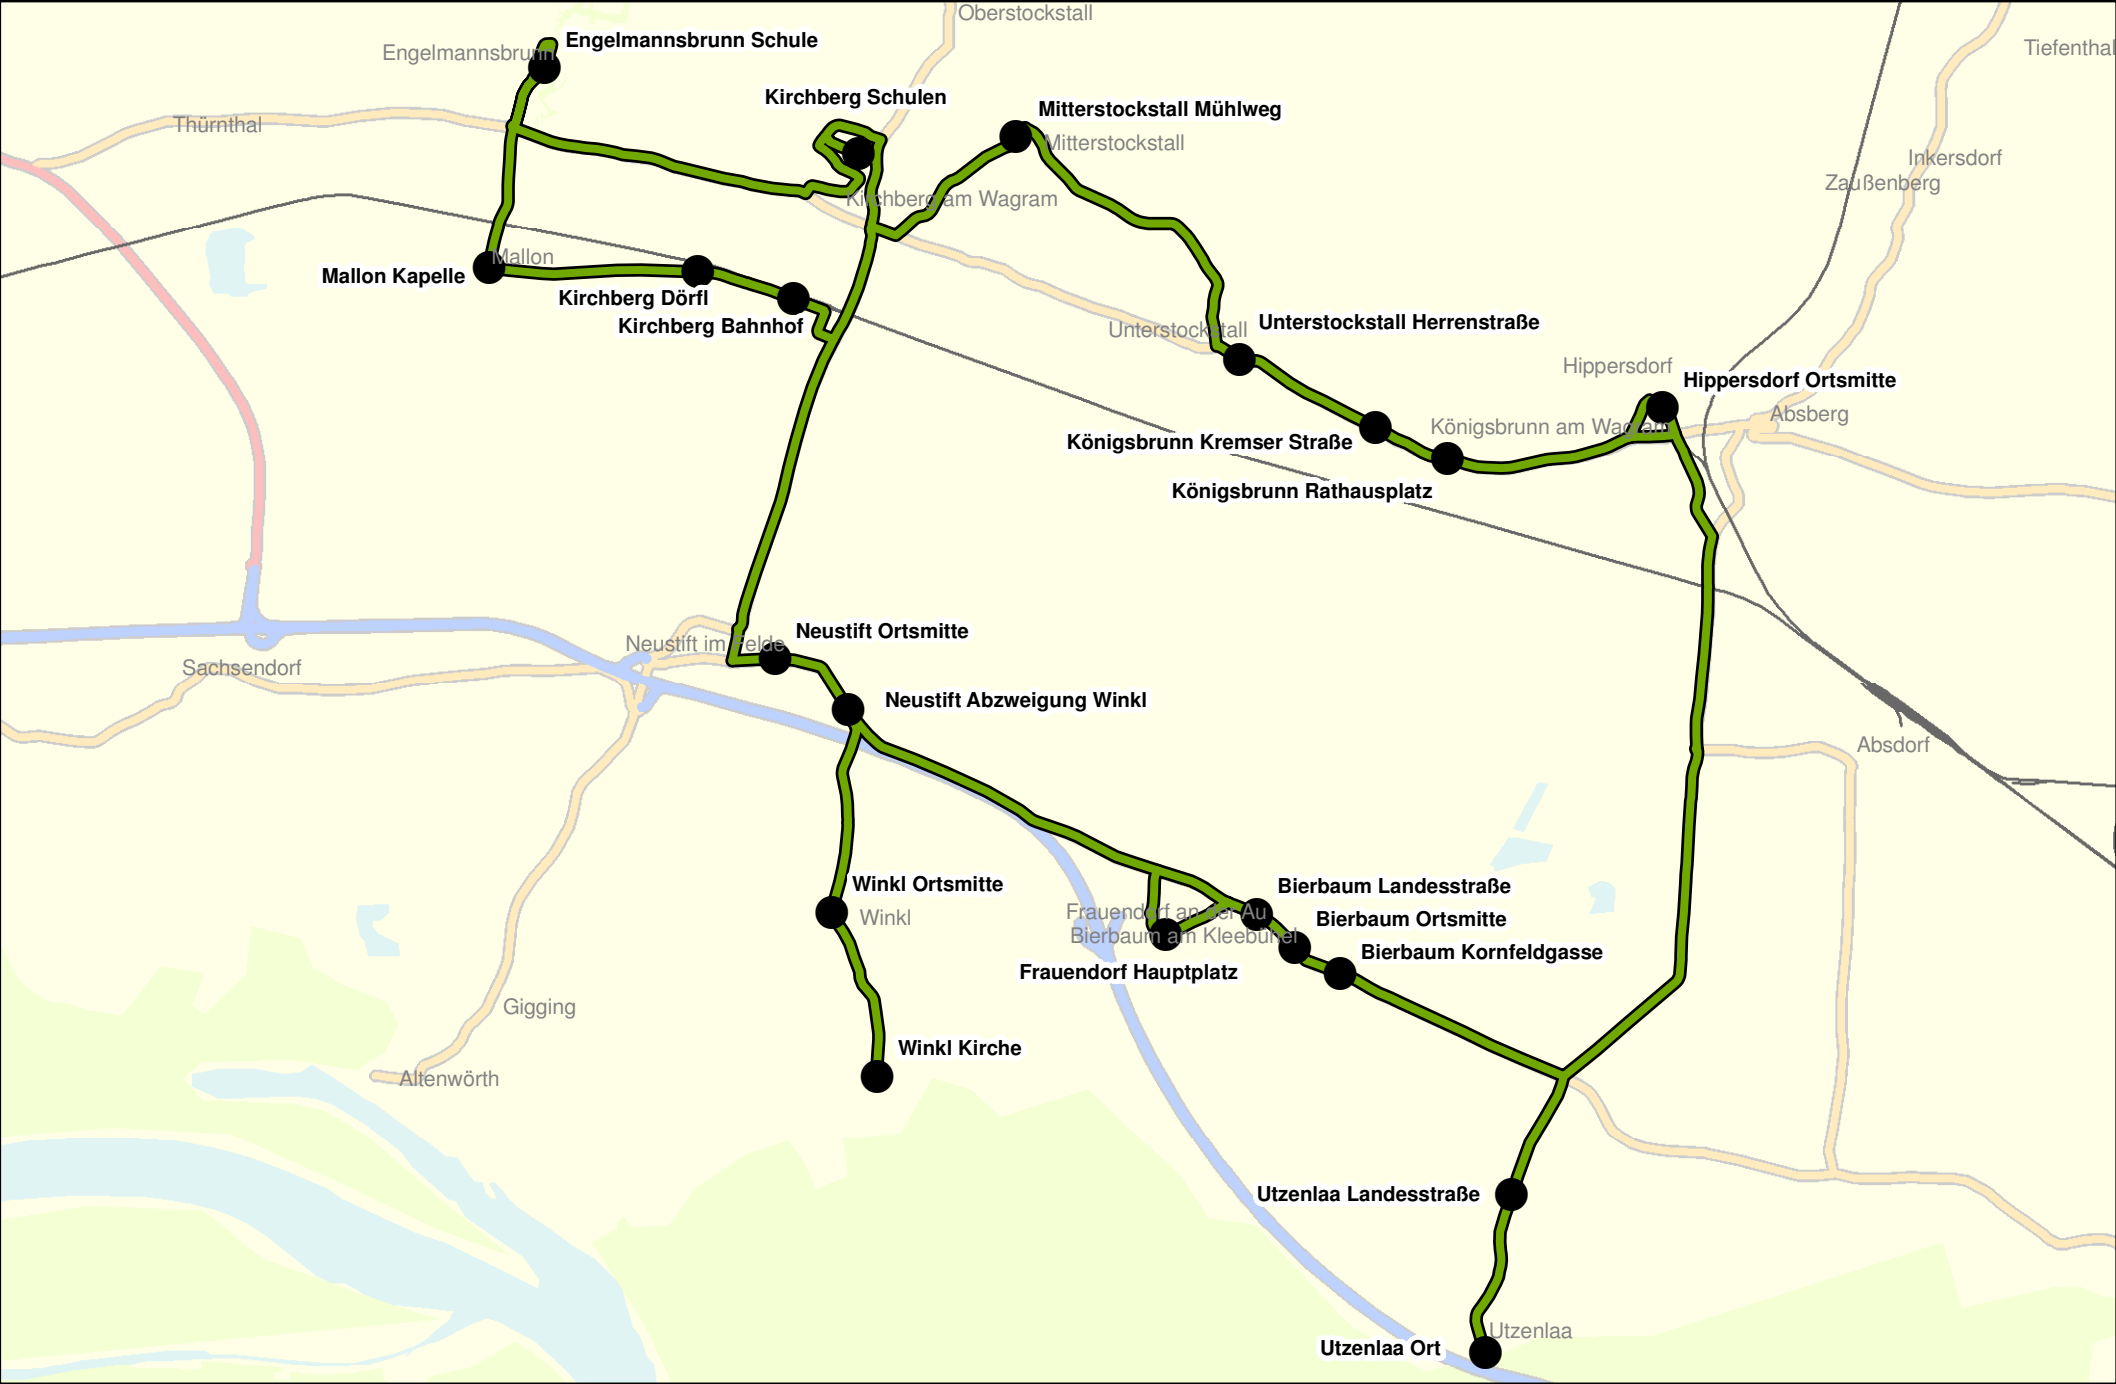 Oberstockstall
Engelmannsbrunn Schule
Engelmannsbrunn
Tiefenthal
Kirchberg Schulen
Mitterstockstall Mühlweg
Thürnthal
Mitterstockstall
Inkersdorf
Zaußenberg
Kirchberg am Wagram
Mallon
Mallon Kapelle
Kirchberg Dörfl
Kirchberg Bahnhof
Unterstockstall Herrenstraße
Unterstockstall
Hippersdorf
Hippersdorf Ortsmitte
Absberg
Königsbrunn am Wagram
Königsbrunn Kremser Straße
Königsbrunn Rathausplatz
Neustift Ortsmitte
Neustift im Felde
Sachsendorf
Neustift Abzweigung Winkl
Absdorf
Winkl Ortsmitte
Bierbaum Landesstraße
Winkl
Frauendorf an der Au
Bierbaum Ortsmitte
Bierbaum am Kleebühel
Bierbaum Kornfeldgasse
Frauendorf Hauptplatz
Gigging
Winkl Kirche
Altenwörth
Utzenlaa Landesstraße
Utzenlaa
Utzenlaa Ort